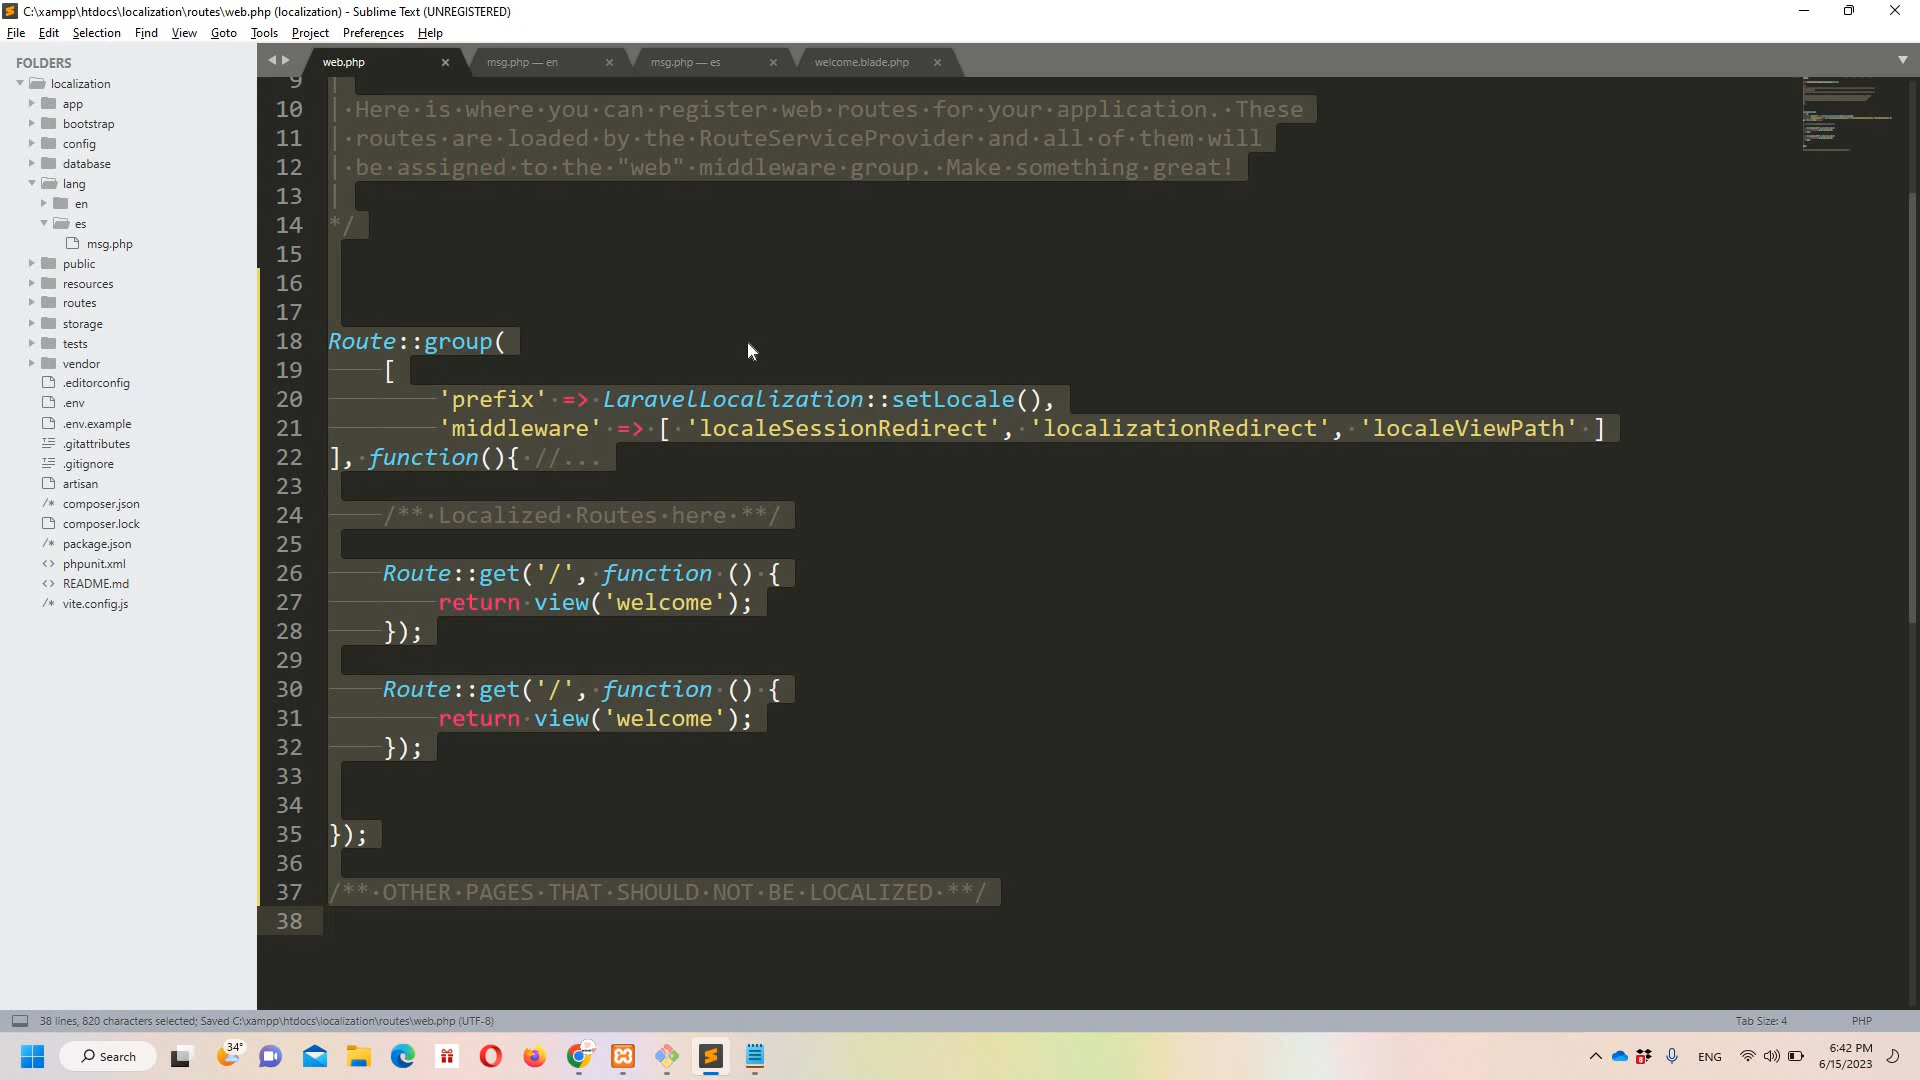 C:\xampp\htdocs\localization\routes\web.php (localization) - Sublime Text (UNREGISTERED)
File Edit Selection Find View Goto Tools Project Preferences Help
FOLDERS
localization
app
bootstrap
config
database
lang
en
es
msg.php
public
resources
routes
storage
tests
vendor
.editorconfig
.env
.env.example
.gitattributes
.gitignore
artisan
composer.json
composer.lock
package.json
phpunit.xml
README.md
vite.config.js
web.php msg.php — en msg.php — es welcome.blade.php
9 |
10 | Here is where you can register web routes for your application. These
11 | routes are loaded by the RouteServiceProvider and all of them will
12 | be assigned to the "web" middleware group. Make something great!
13 |
14 */
15
16
17
18 Route::group(
19 [
20 'prefix' => LaravelLocalization::setLocale(),
21 'middleware' => [ 'localeSessionRedirect', 'localizationRedirect', 'localeViewPath' ]
22 ], function(){ //...
23
24 /** Localized Routes here **/
25
26 Route::get('/', function () {
27 return view('welcome');
28 });
29
30 Route::get('/', function () {
31 return view('welcome');
32 });
33
34
35 });
36
37 /** OTHER PAGES THAT SHOULD NOT BE LOCALIZED **/
38
38 lines, 820 characters selected; Saved C:\xampp\htdocs\localization\routes\web.php (UTF-8)
Tab Size: 4 PHP
Search
34°
ENG
6:42 PM
6/15/2023